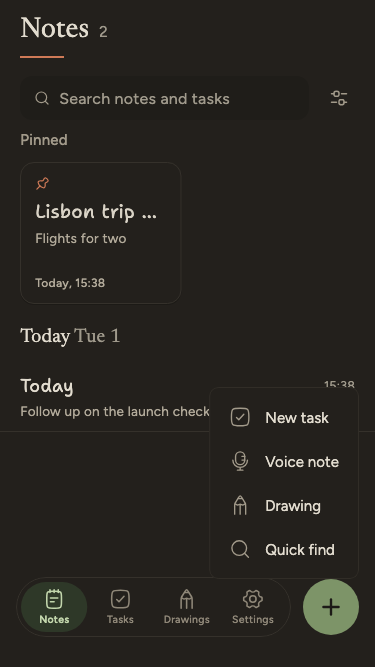 Notes 2
Search notes and tasks
Pinned
Lisbon trip ...
Flights for two
Today, 15:38
Today Tue 1
Today 15:38
Follow up on the launch check
New task
Voice note
Drawing
Quick find
Notes Tasks Drawings Settings